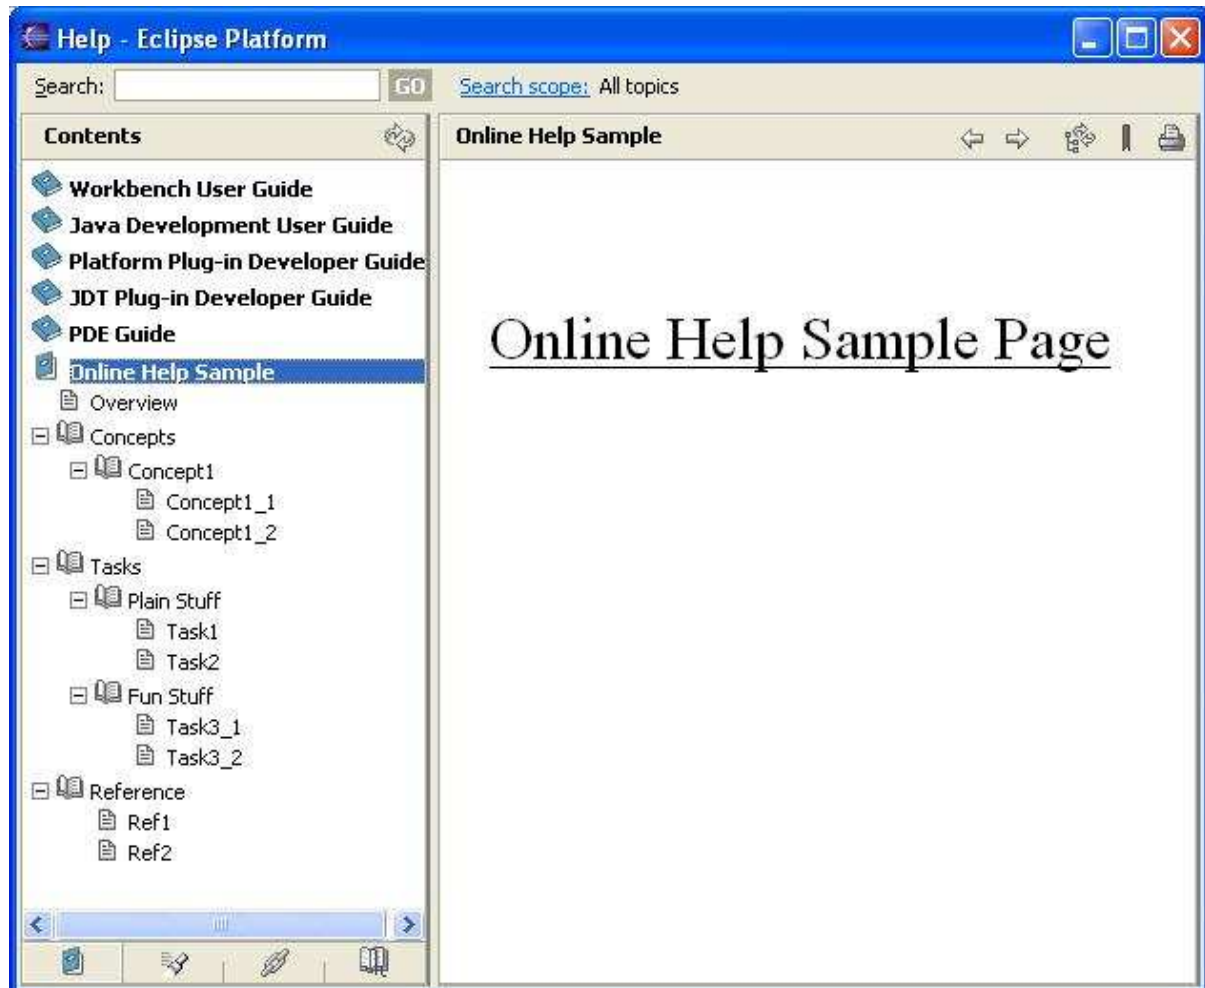 Help - Eclipse Platform
Search: GO Search scope: All topics
Contents
Workbench User Guide
Java Development User Guide
Platform Plug-in Developer Guide
JDT Plug-in Developer Guide
PDE Guide
Online Help Sample
Overview
Concepts
Concept1
Concept1_1
Concept1_2
Tasks
Plain Stuff
Task1
Task2
Fun Stuff
Task3_1
Task3_2
Reference
Ref1
Ref2
Online Help Sample
Online Help Sample Page